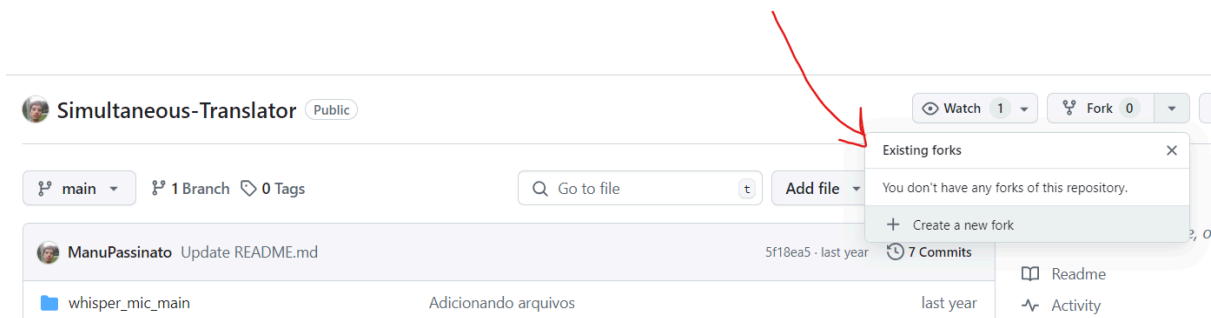 Simultaneous-Translator Public
Watch 1 Fork 0
Existing forks
You don't have any forks of this repository.
+ Create a new fork
main 1 Branch 0 Tags
Go to file t Add file
ManuPassinato Update README.md 5f18ea5 · last year 7 Commits
whisper_mic_main Adicionando arquivos last year
Readme
Activity